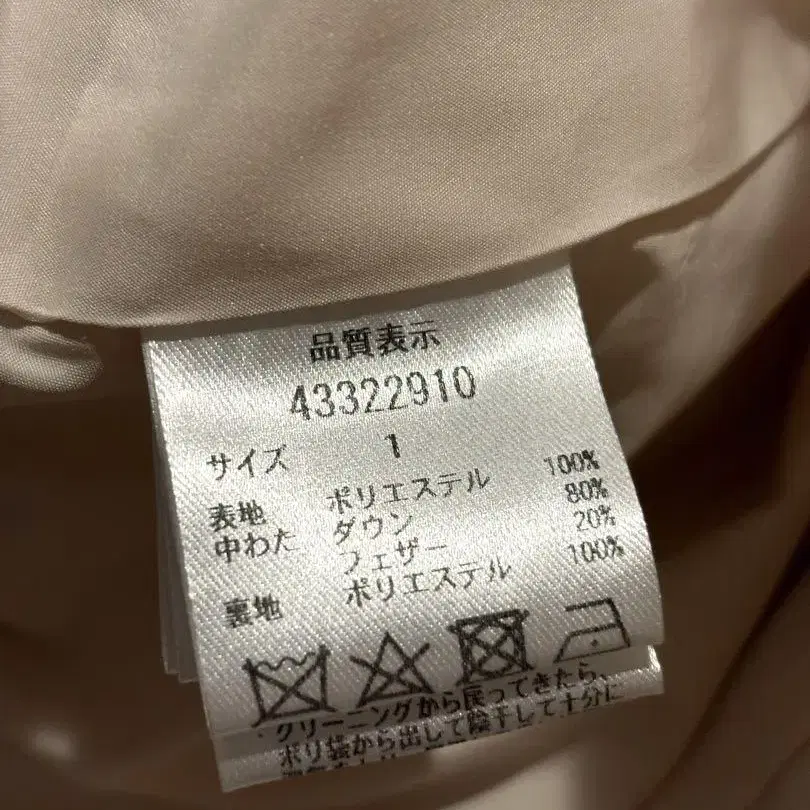 品質表示
43322910
サイズ 1
表地 ポリエステル 100%
中わた ダウン 80%
フェザー 20%
裏地 ポリエステル 100%
・クリーニングから戻ってきたら、
ポリ袋から出して陰干しで十分に